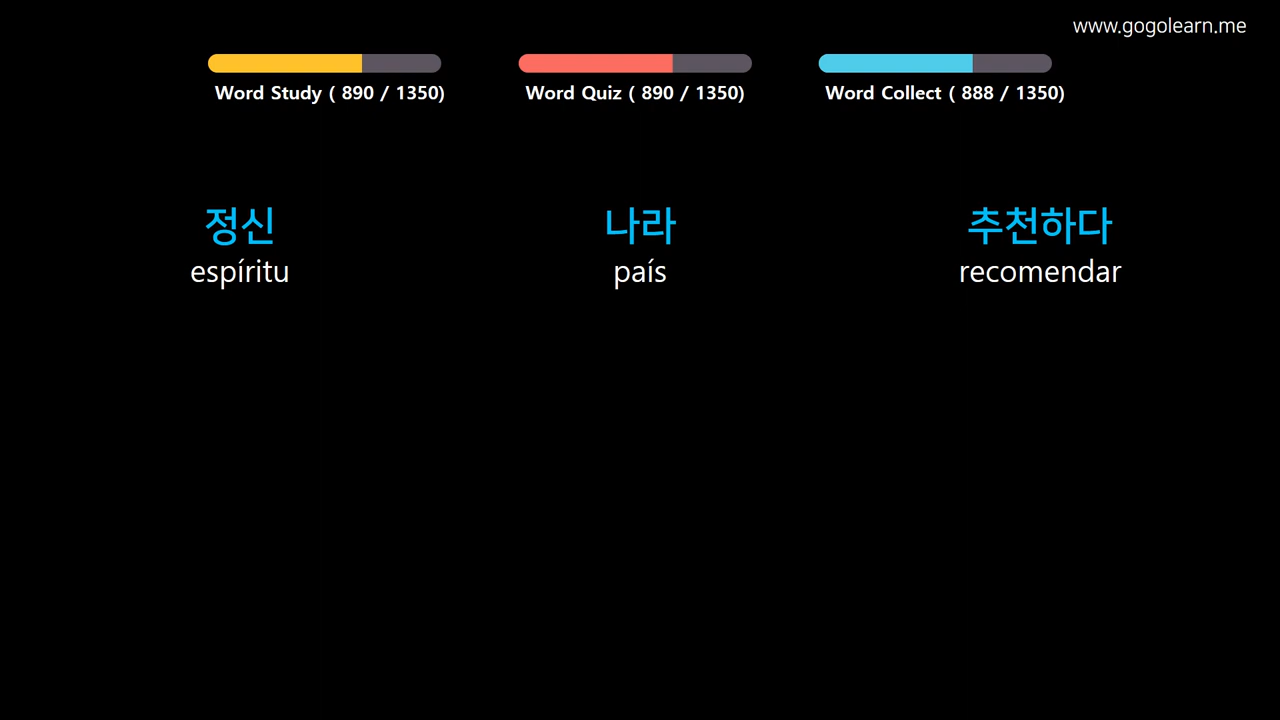 www.gogolearn.me
Word Study ( 890 / 1350)
Word Quiz ( 890 / 1350)
Word Collect ( 888 / 1350)
정신
espíritu
나라
país
추천하다
recomendar